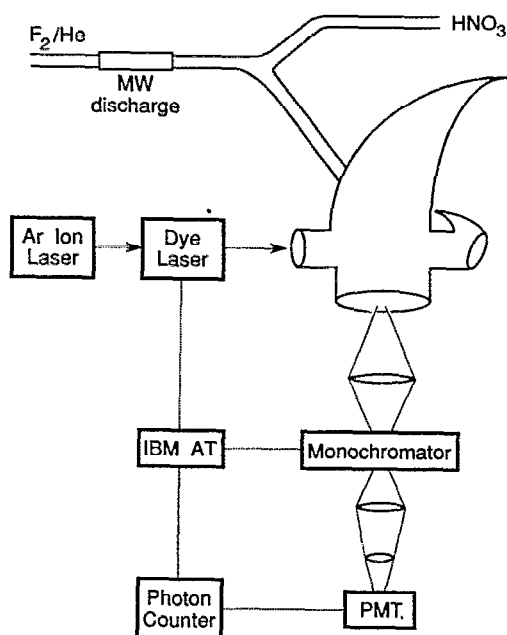 F₂/He
HNO₃
MW
discharge
Ar Ion
Laser
Dye
Laser
IBM AT
Monochromator
Photon
Counter
PMT.